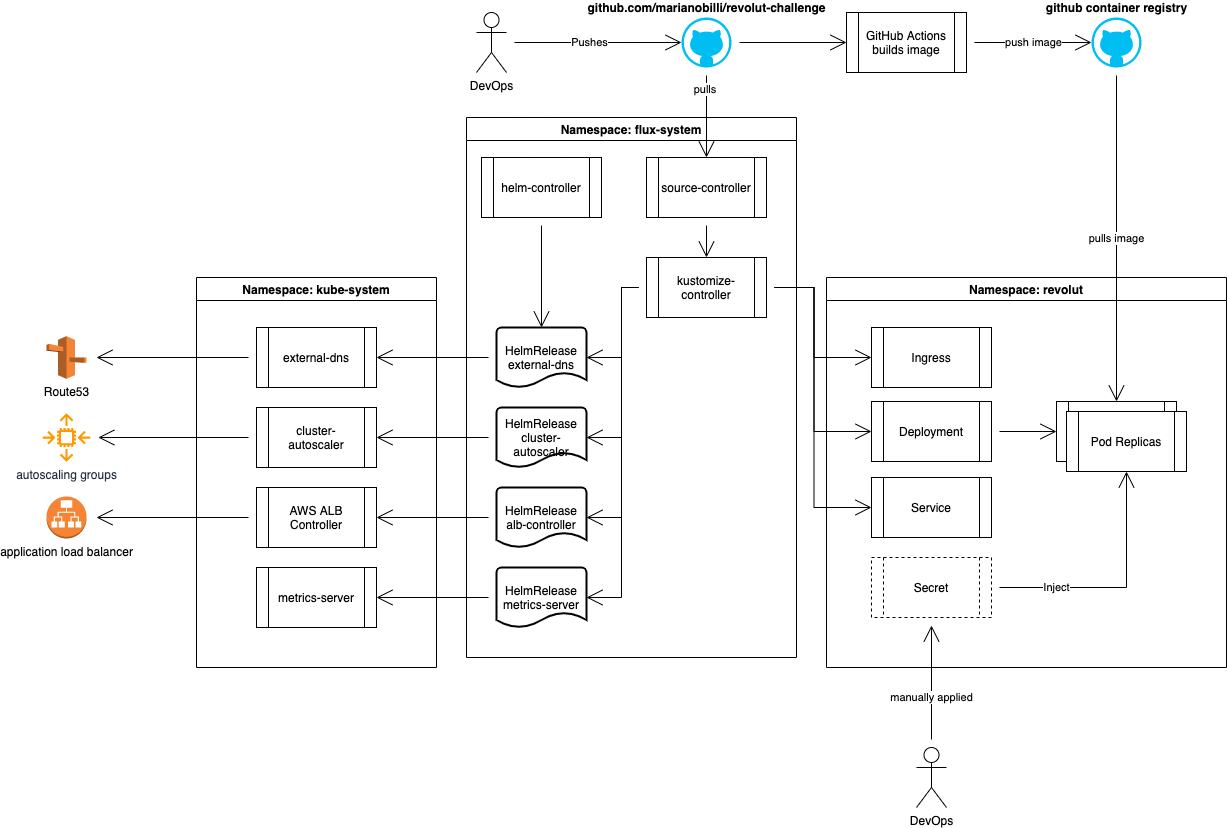 github.com/marianobilli/revolut-challenge
github container registry
Pushes
GitHub Actions
builds image
push image
DevOps
pulls
Namespace: flux-system
helm-controller
source-controller
pulls image
kustomize-
controller
Namespace: kube-system
Namespace: revolut
external-dns
HelmRelease
external-dns
Ingress
Route53
cluster-
autoscaler
HelmRelease
cluster-
autoscaler
Deployment
Pod Replicas
autoscaling groups
AWS ALB
Controller
HelmRelease
alb-controller
Service
application load balancer
metrics-server
HelmRelease
metrics-server
Secret
Inject
manually applied
DevOps